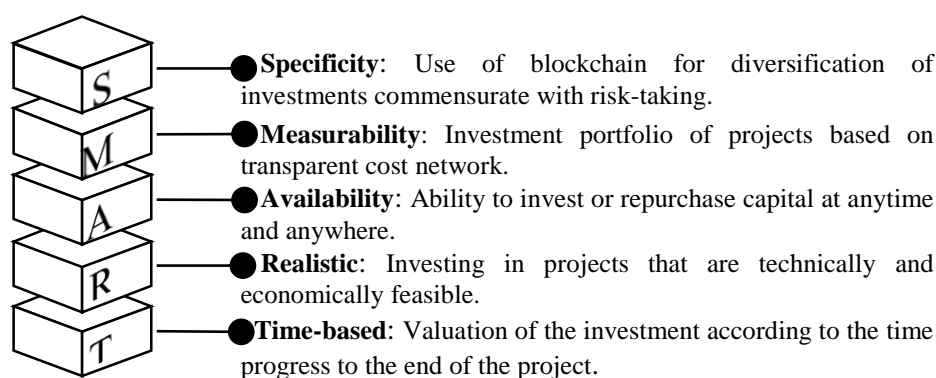 S
Specificity: Use of blockchain for diversification of
investments commensurate with risk-taking.
M
Measurability: Investment portfolio of projects based on
transparent cost network.
A
Availability: Ability to invest or repurchase capital at anytime
and anywhere.
R
Realistic: Investing in projects that are technically and
economically feasible.
T
Time-based: Valuation of the investment according to the time
progress to the end of the project.